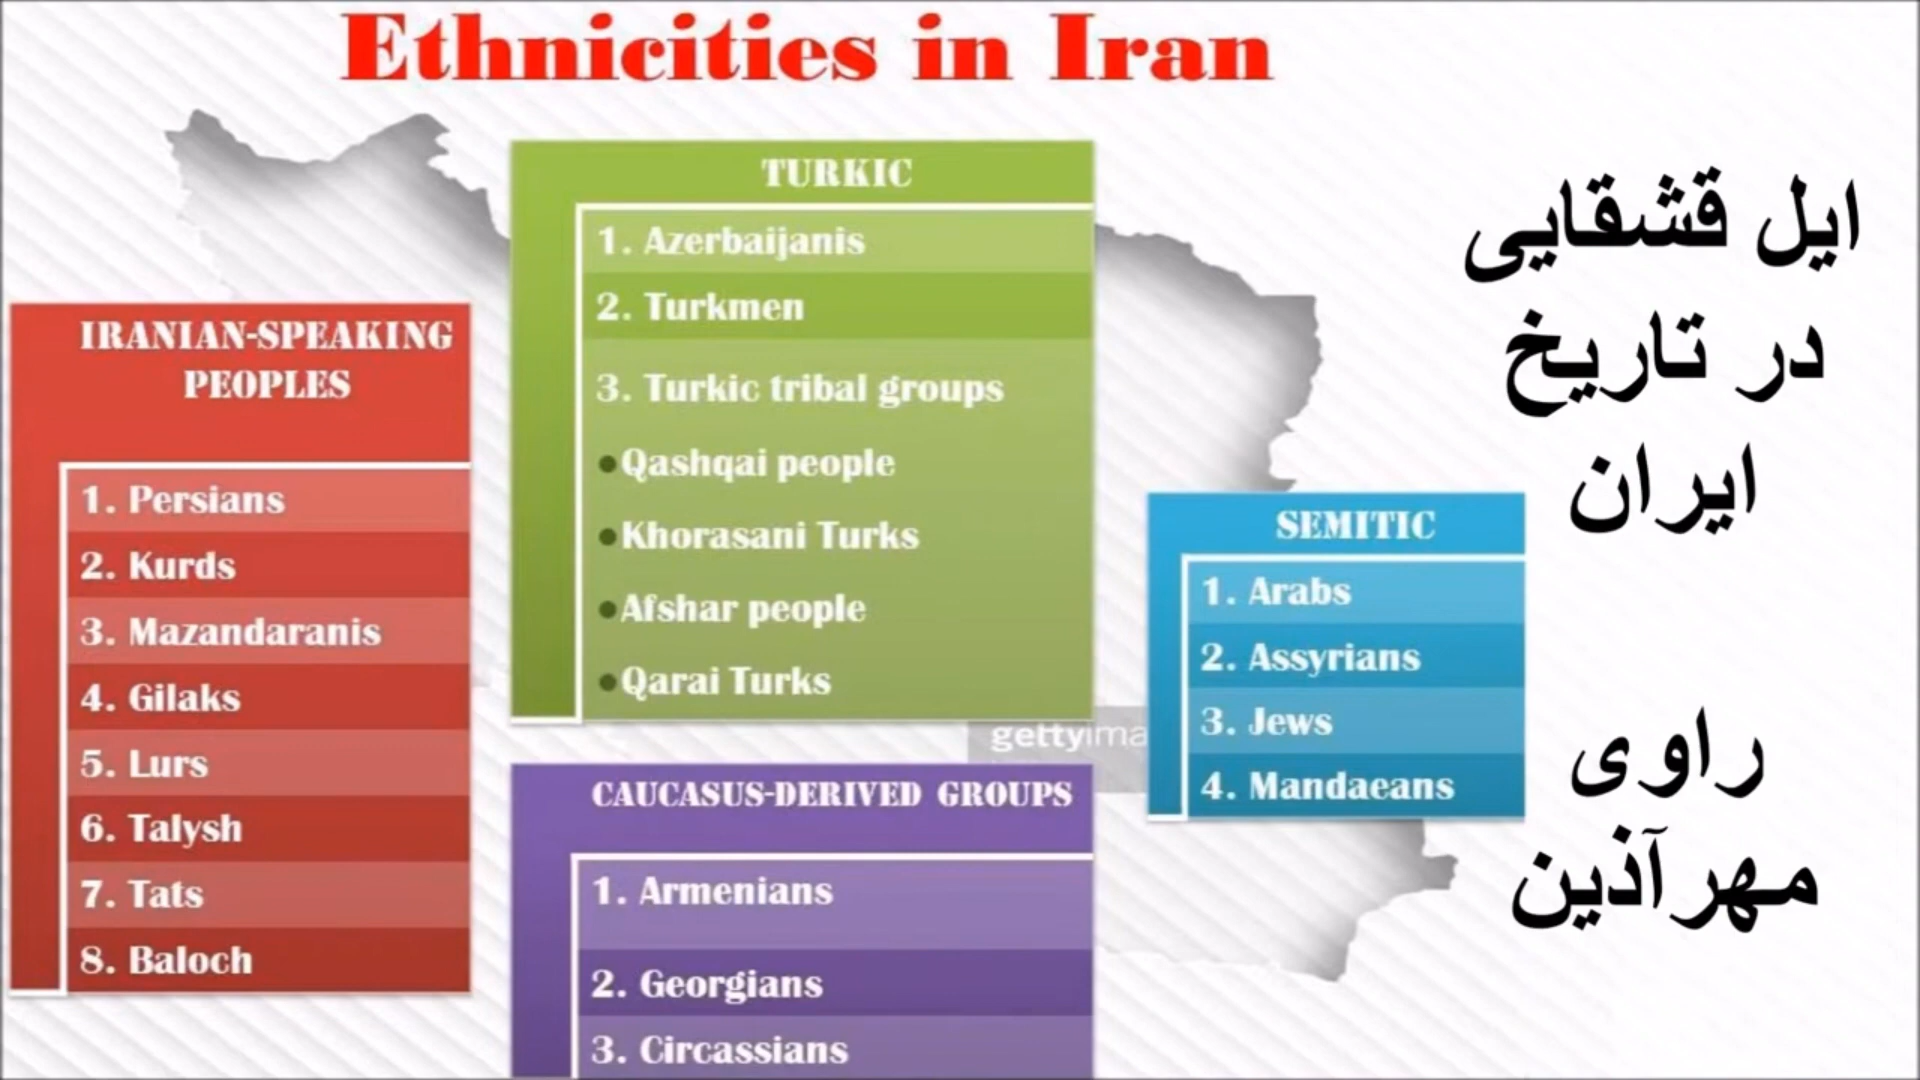 Ethnicities in Iran
IRANIAN-SPEAKING
PEOPLES
1. Persians
2. Kurds
3. Mazandaranis
4. Gilaks
5. Lurs
6. Talysh
7. Tats
8. Baloch
TURKIC
1. Azerbaijanis
2. Turkmen
3. Turkic tribal groups
•Qashqai people
•Khorasani Turks
•Afshar people
•Qarai Turks
CAUCASUS-DERIVED GROUPS
1. Armenians
2. Georgians
3. Circassians
gettyima
SEMITIC
1. Arabs
2. Assyrians
3. Jews
4. Mandaeans
ایل قشقایی
در تاریخ
ایران
راوی
مهرآذین